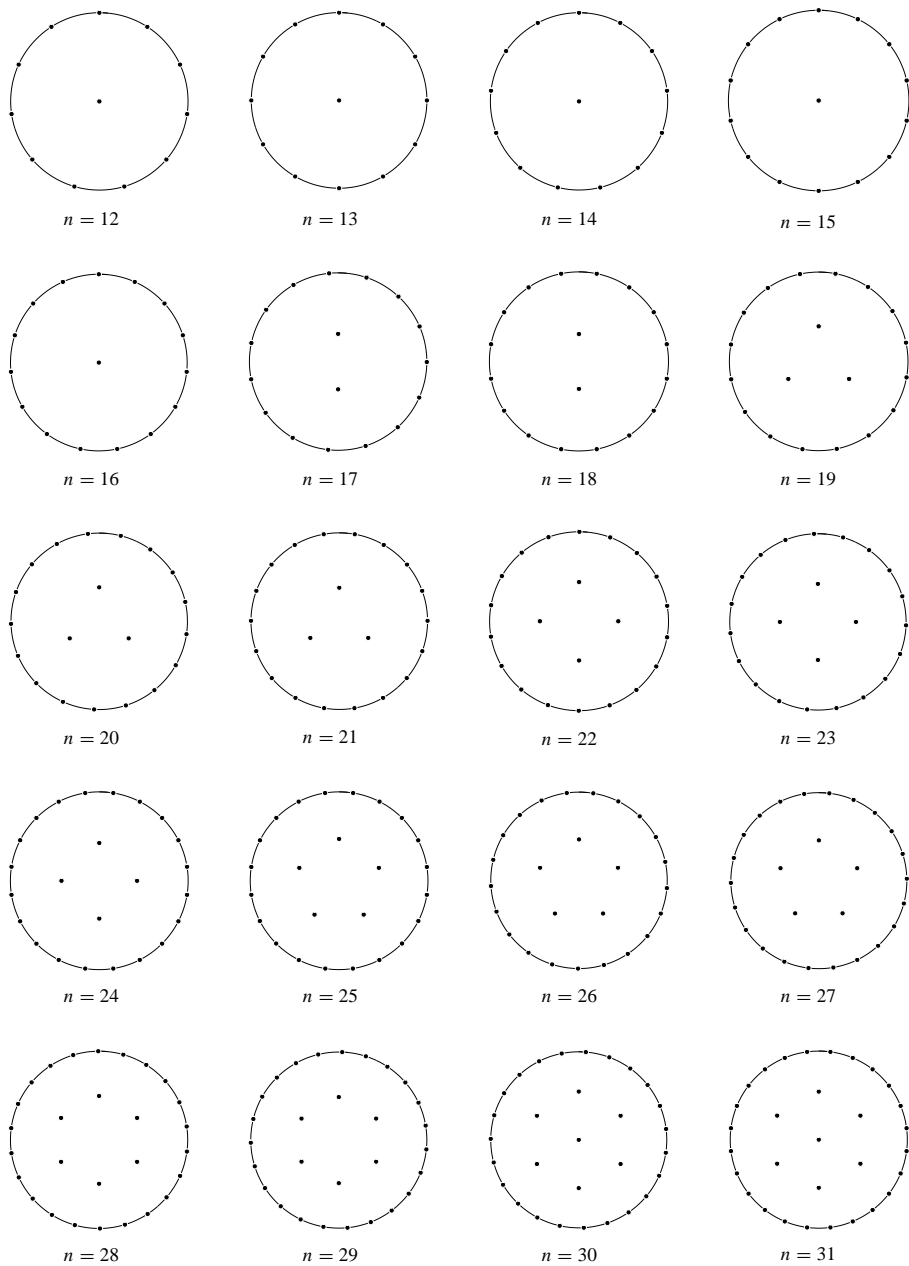 n = 12
n = 13
n = 14
n = 15
n = 16
n = 17
n = 18
n = 19
n = 20
n = 21
n = 22
n = 23
n = 24
n = 25
n = 26
n = 27
n = 28
n = 29
n = 30
n = 31